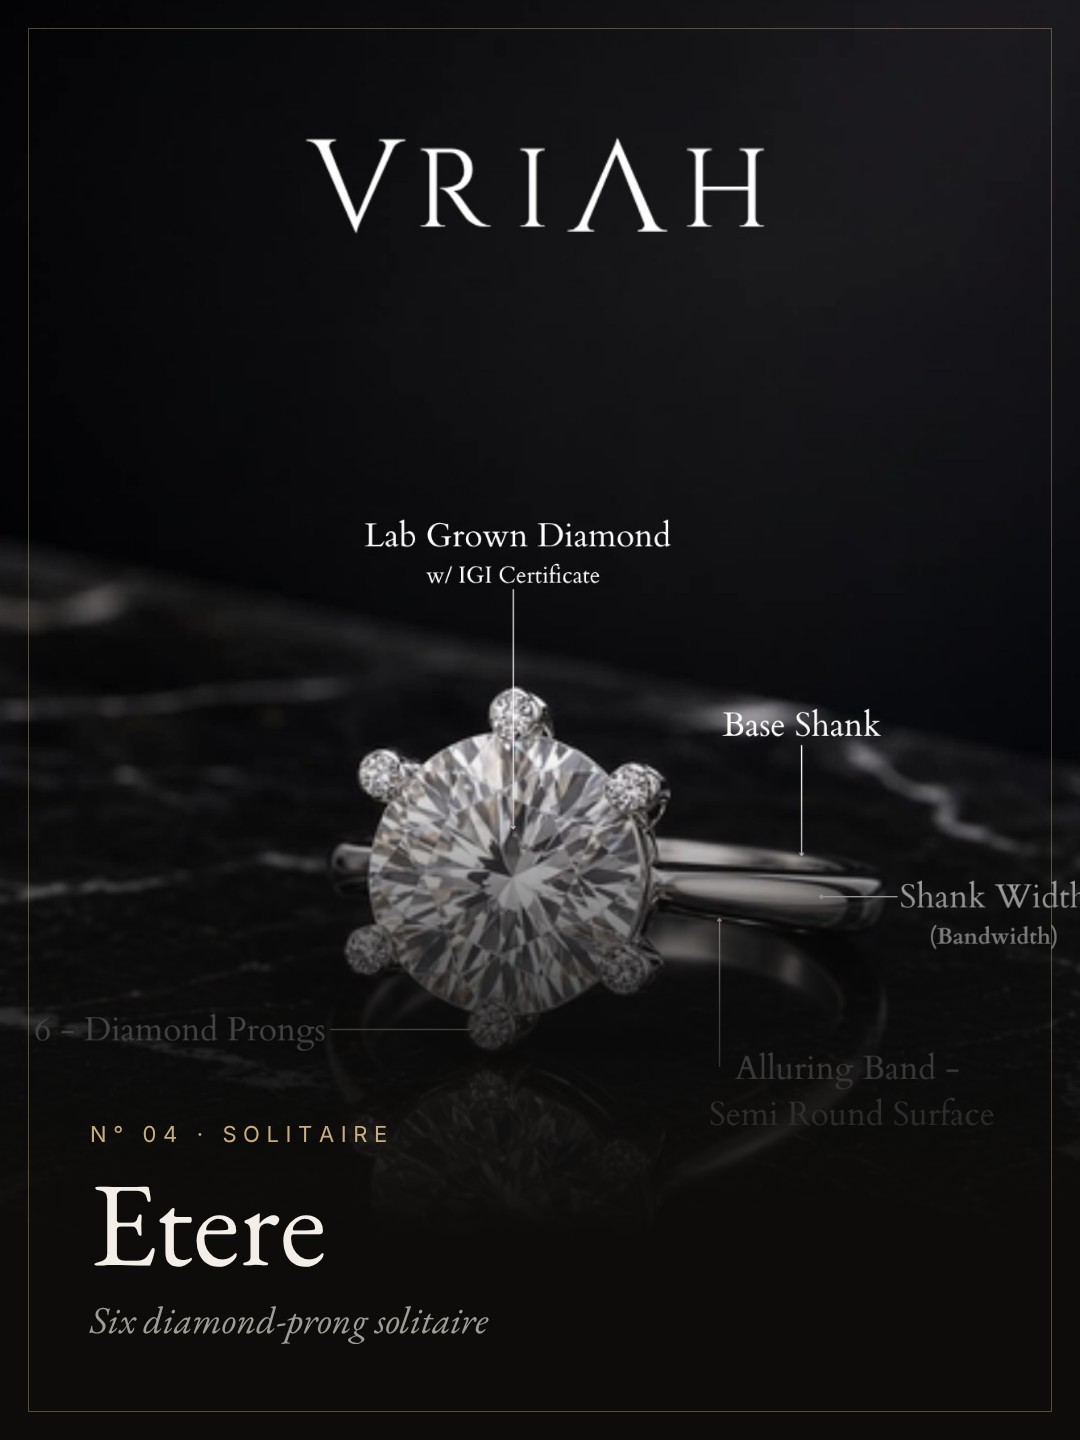 VRIAH
Lab Grown Diamond
w/ IGI Certificate
Base Shank
Shank Width
(Bandwidth)
6 - Diamond Prongs
Alluring Band -
Semi Round Surface
N° 04 · SOLITAIRE
Etere
Six diamond-prong solitaire